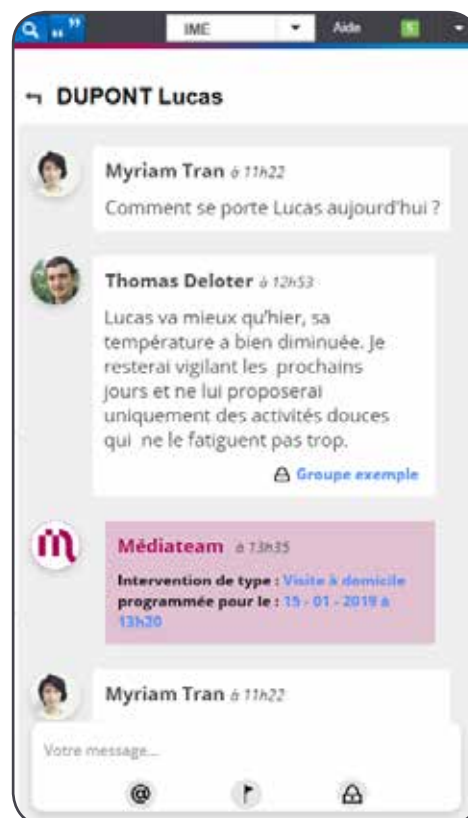 „ ” IME Aide
DUPONT Lucas
Myriam Tran à 11h22
Comment se porte Lucas aujourd'hui ?
Thomas Deloter à 12h53
Lucas va mieux qu'hier, sa
température a bien diminuée. Je
resterai vigilant les prochains
jours et ne lui proposerai
uniquement des activités douces
qui ne le fatiguent pas trop.
Groupe exemple
Médiateam à 13h35
Intervention de type : Visite à domicile
programmée pour le : 15 - 01 - 2019 à
13h20
Myriam Tran à 11h22
Votre message...
@